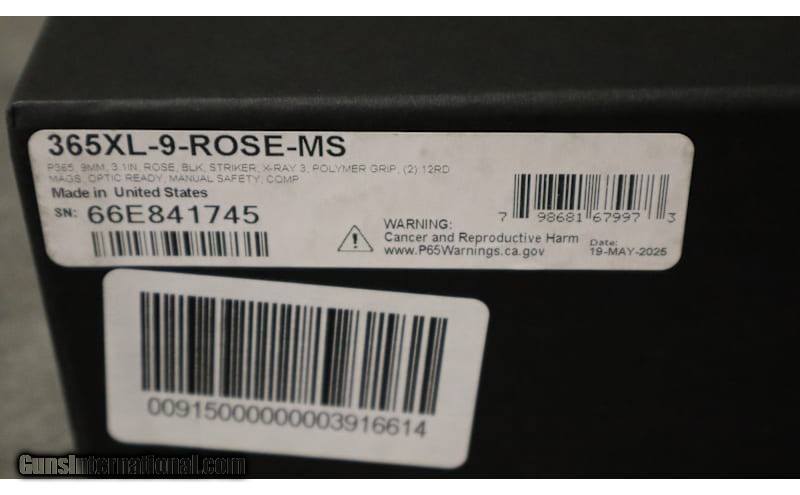 365XL-9-ROSE-MS
P365, 9MM, 3.1IN, ROSE, BLK, STRIKER, X-RAY 3, POLYMER GRIP, (2) 12RD
MAGS, OPTIC READY, MANUAL SAFETY, COMP
Made in United States
SN: 66E841745
WARNING:
Cancer and Reproductive Harm
www.P65Warnings.ca.gov
7 98681 67997 3
Date:
19-MAY-2025
00915000000003916614
GunsInternational.com